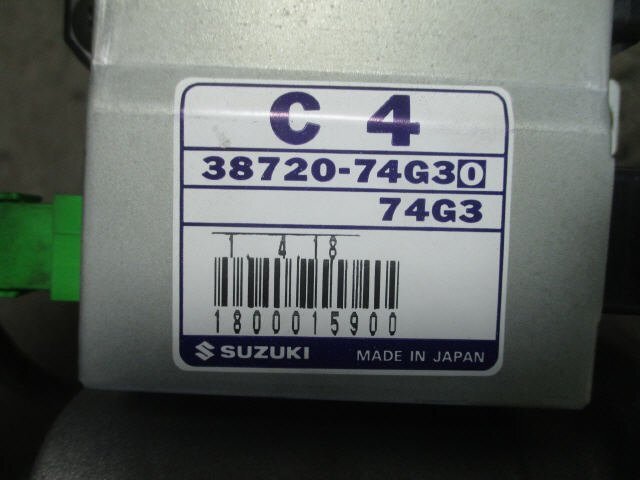 C 4
38720-74G30
74G3
1 4 18
1800015900
SUZUKI MADE IN JAPAN